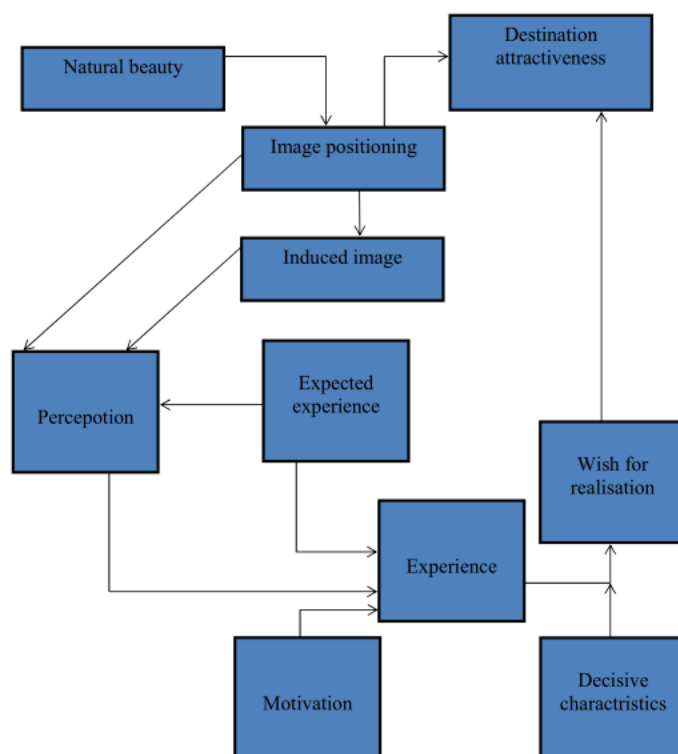 Destination
attractiveness
Natural beauty
Image positioning
Induced image
Expected
experience
Percepotion
Wish for
realisation
Experience
Motivation
Decisive
charactristics